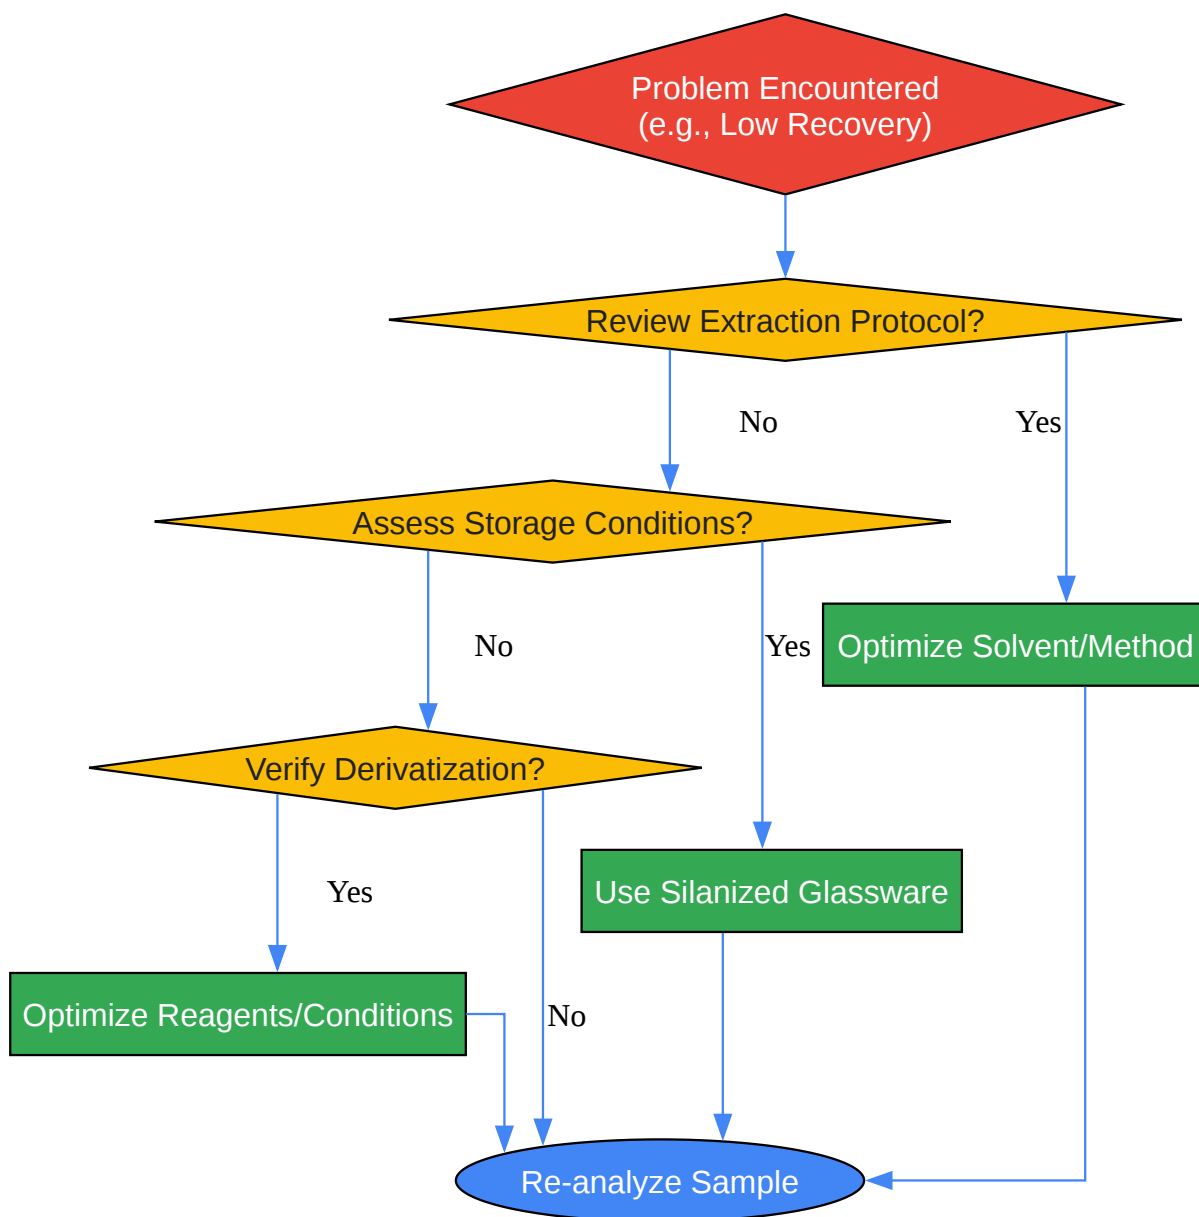 Problem Encountered
(e.g., Low Recovery)
Review Extraction Protocol?
No
Yes
Assess Storage Conditions?
No
Yes
Optimize Solvent/Method
Verify Derivatization?
Yes
Use Silanized Glassware
Optimize Reagents/Conditions
No
Re-analyze Sample